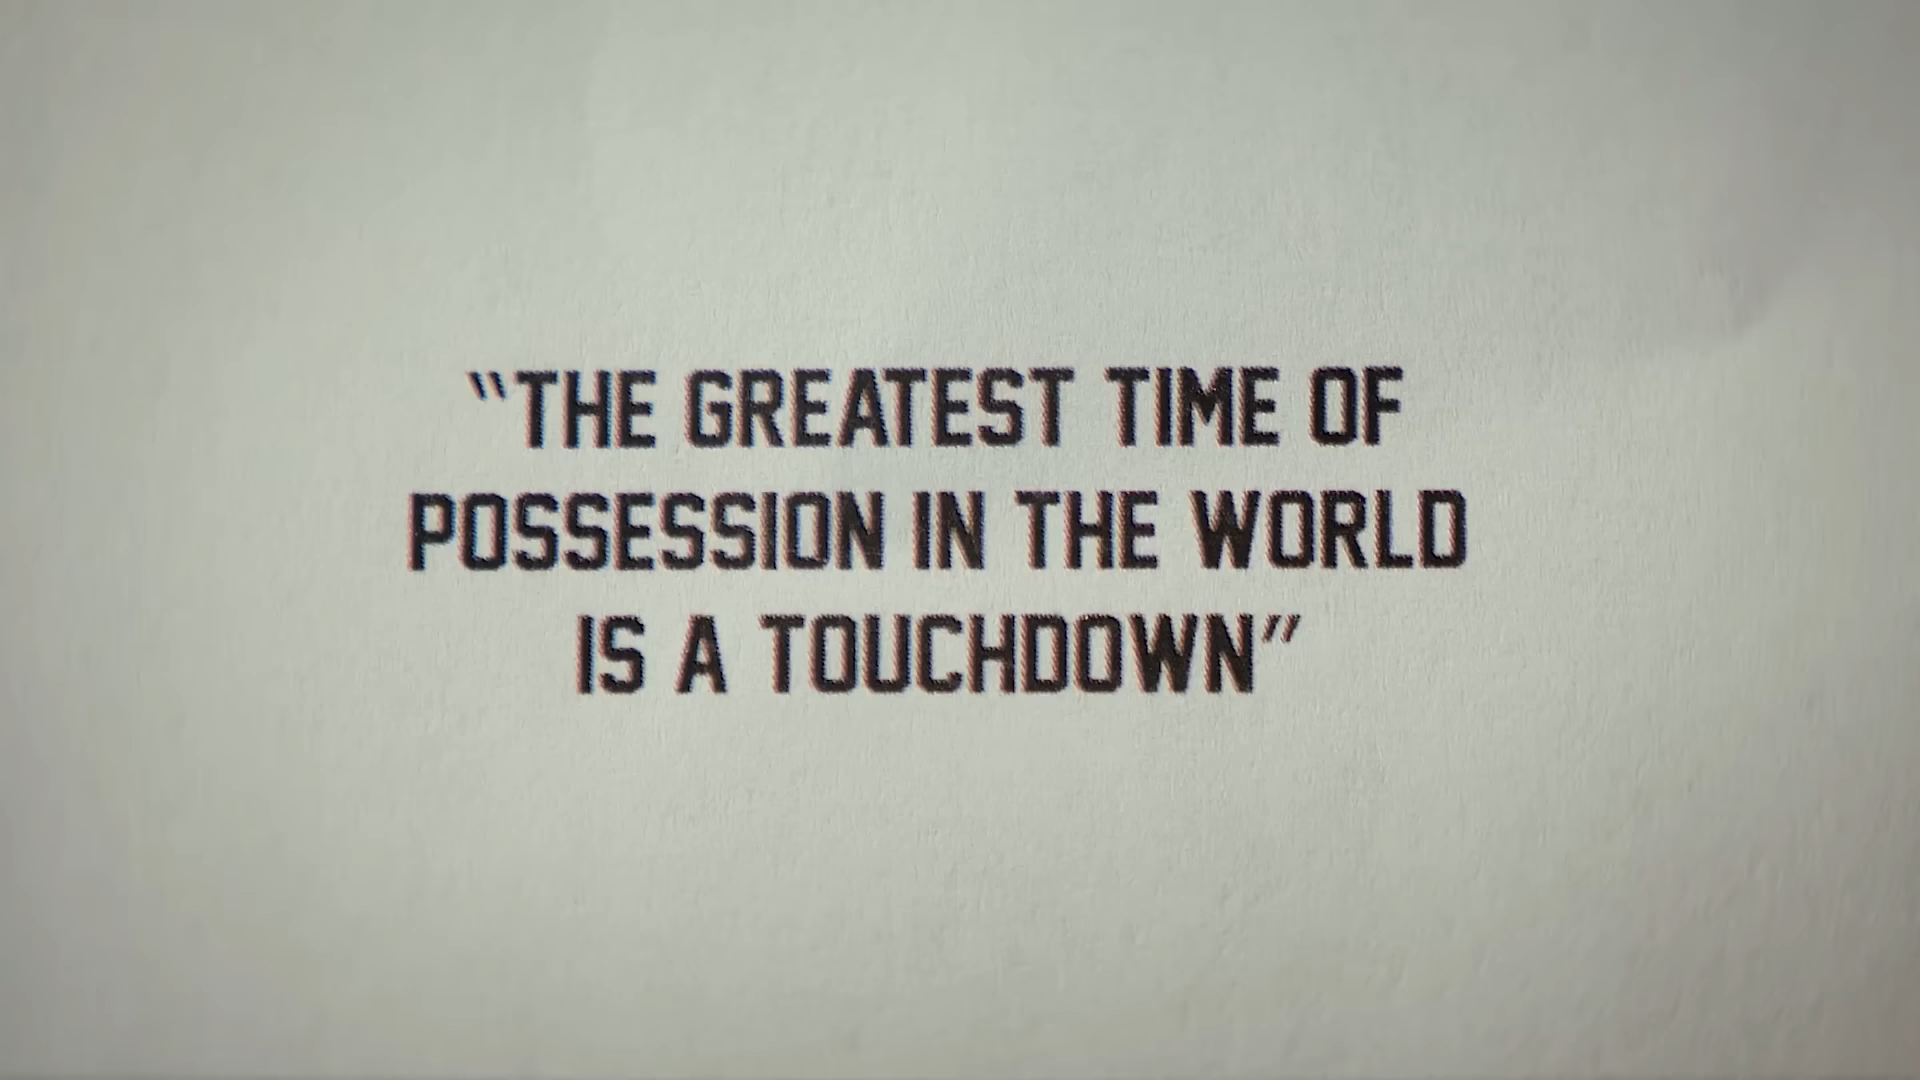 "THE GREATEST TIME OF
POSSESSION IN THE WORLD
IS A TOUCHDOWN"